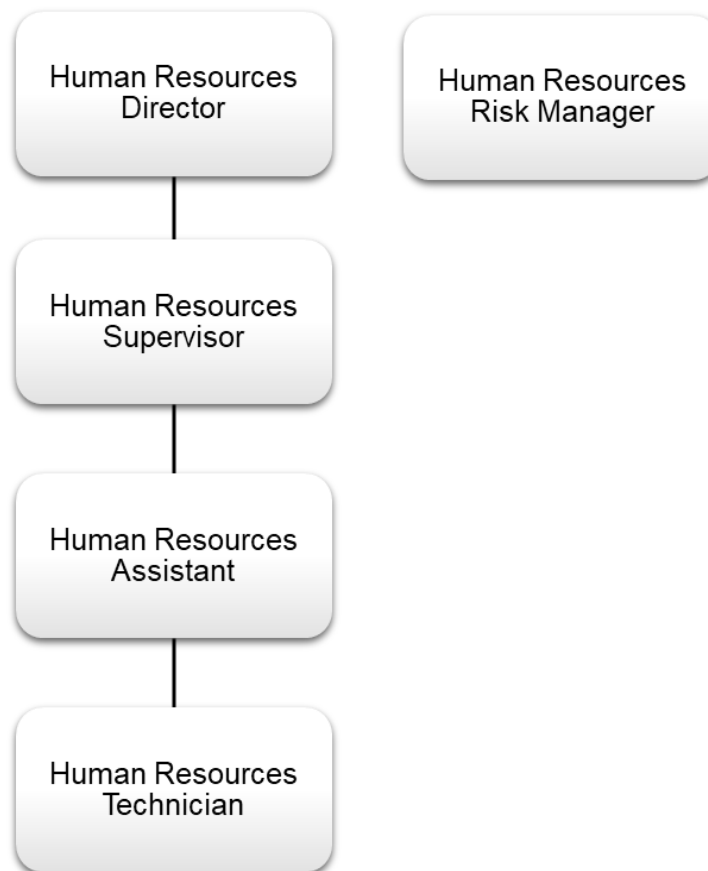 Human Resources
Director
Human Resources
Risk Manager
Human Resources
Supervisor
Human Resources
Assistant
Human Resources
Technician